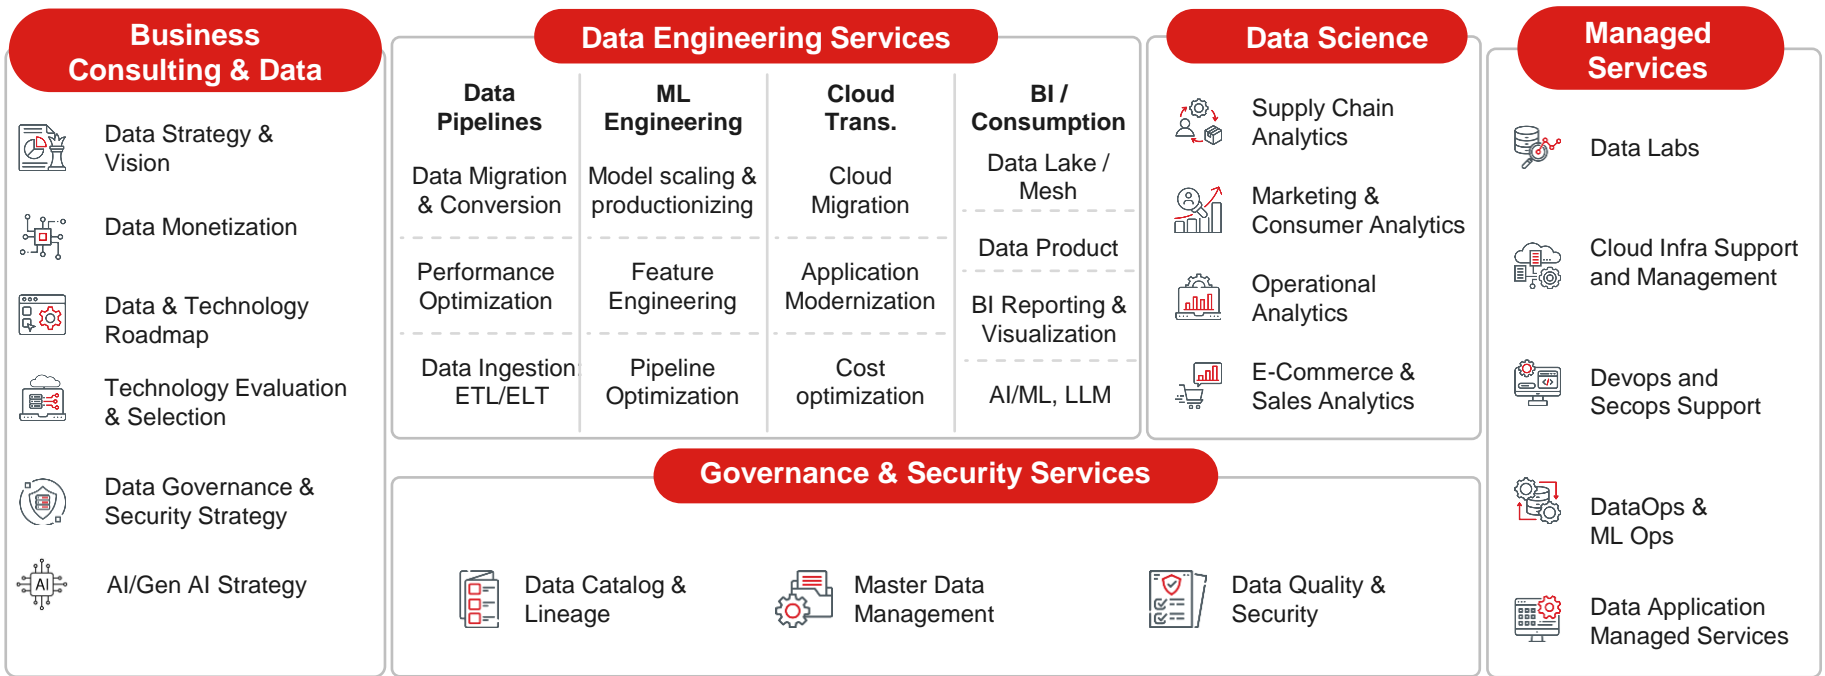 Business
Consulting & Data
Data Strategy &
Vision
Data Monetization
Data & Technology
Roadmap
Technology Evaluation
& Selection
Data Governance &
Security Strategy
AI
AI/Gen AI Strategy
Data Engineering Services
Data
Pipelines
Data Migration
& Conversion
Performance
Optimization
Data Ingestion:
ETL/ELT
ML
Engineering
Model scaling &
productionizing
Feature
Engineering
Pipeline
Optimization
Cloud
Trans.
Cloud
Migration
Application
Modernization
Cost
optimization
BI /
Consumption
Data Lake /
Mesh
Data Product
BI Reporting &
Visualization
AI/ML, LLM
Data Science
Supply Chain
Analytics
Marketing &
Consumer Analytics
Operational
Analytics
E-Commerce &
Sales Analytics
Governance & Security Services
Data Catalog &
Lineage
Master Data
Management
Data Quality &
Security
Managed
Services
Data Labs
Cloud Infra Support
and Management
Devops and
Secops Support
DataOps &
ML Ops
Data Application
Managed Services